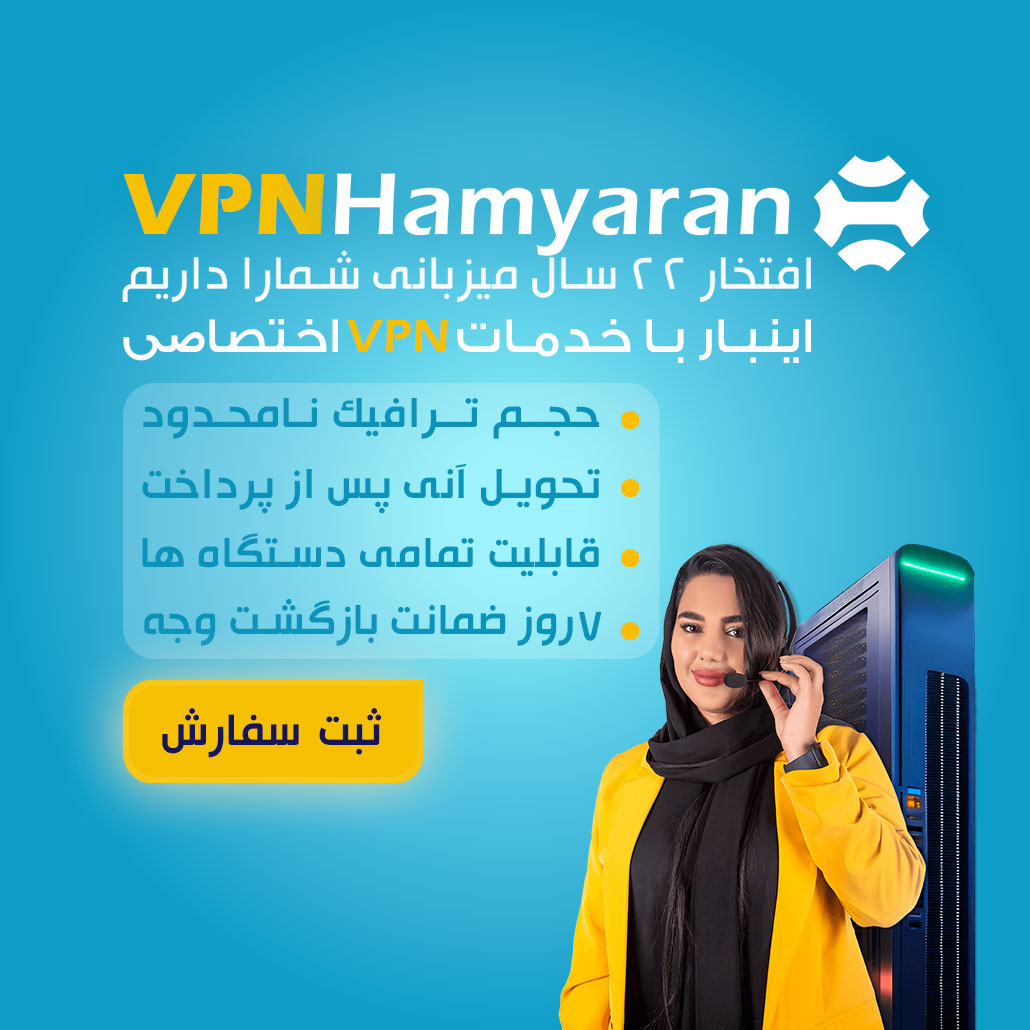 VPNHamyaran
افتخار ۲۲ سال میزبانی شمارا داریم
اینبار با خدمات VPN اختصاصی
حجم ترافیک نامحدود
تحویل آنی پس از پرداخت
قابلیت تمامی دستگاه ها
۷روز ضمانت بازگشت وجه
ثبت سفارش